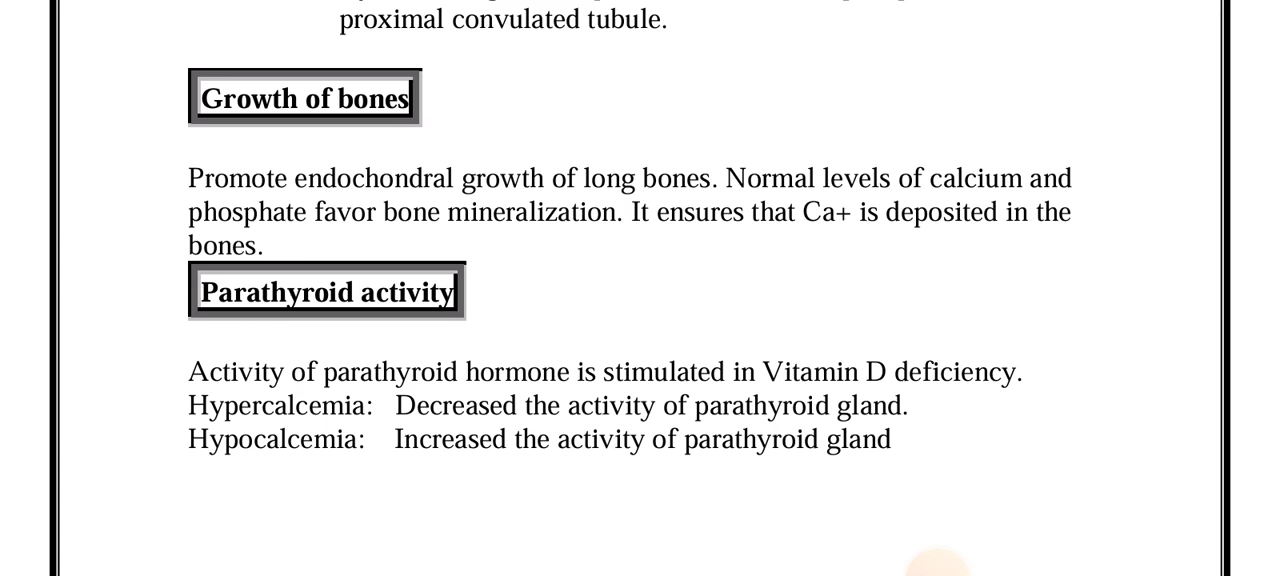 proximal convulated tubule.
Growth of bones
Promote endochondral growth of long bones. Normal levels of calcium and
phosphate favor bone mineralization. It ensures that Ca+ is deposited in the
bones.
Parathyroid activity
Activity of parathyroid hormone is stimulated in Vitamin D deficiency.
Hypercalcemia: Decreased the activity of parathyroid gland.
Hypocalcemia: Increased the activity of parathyroid gland